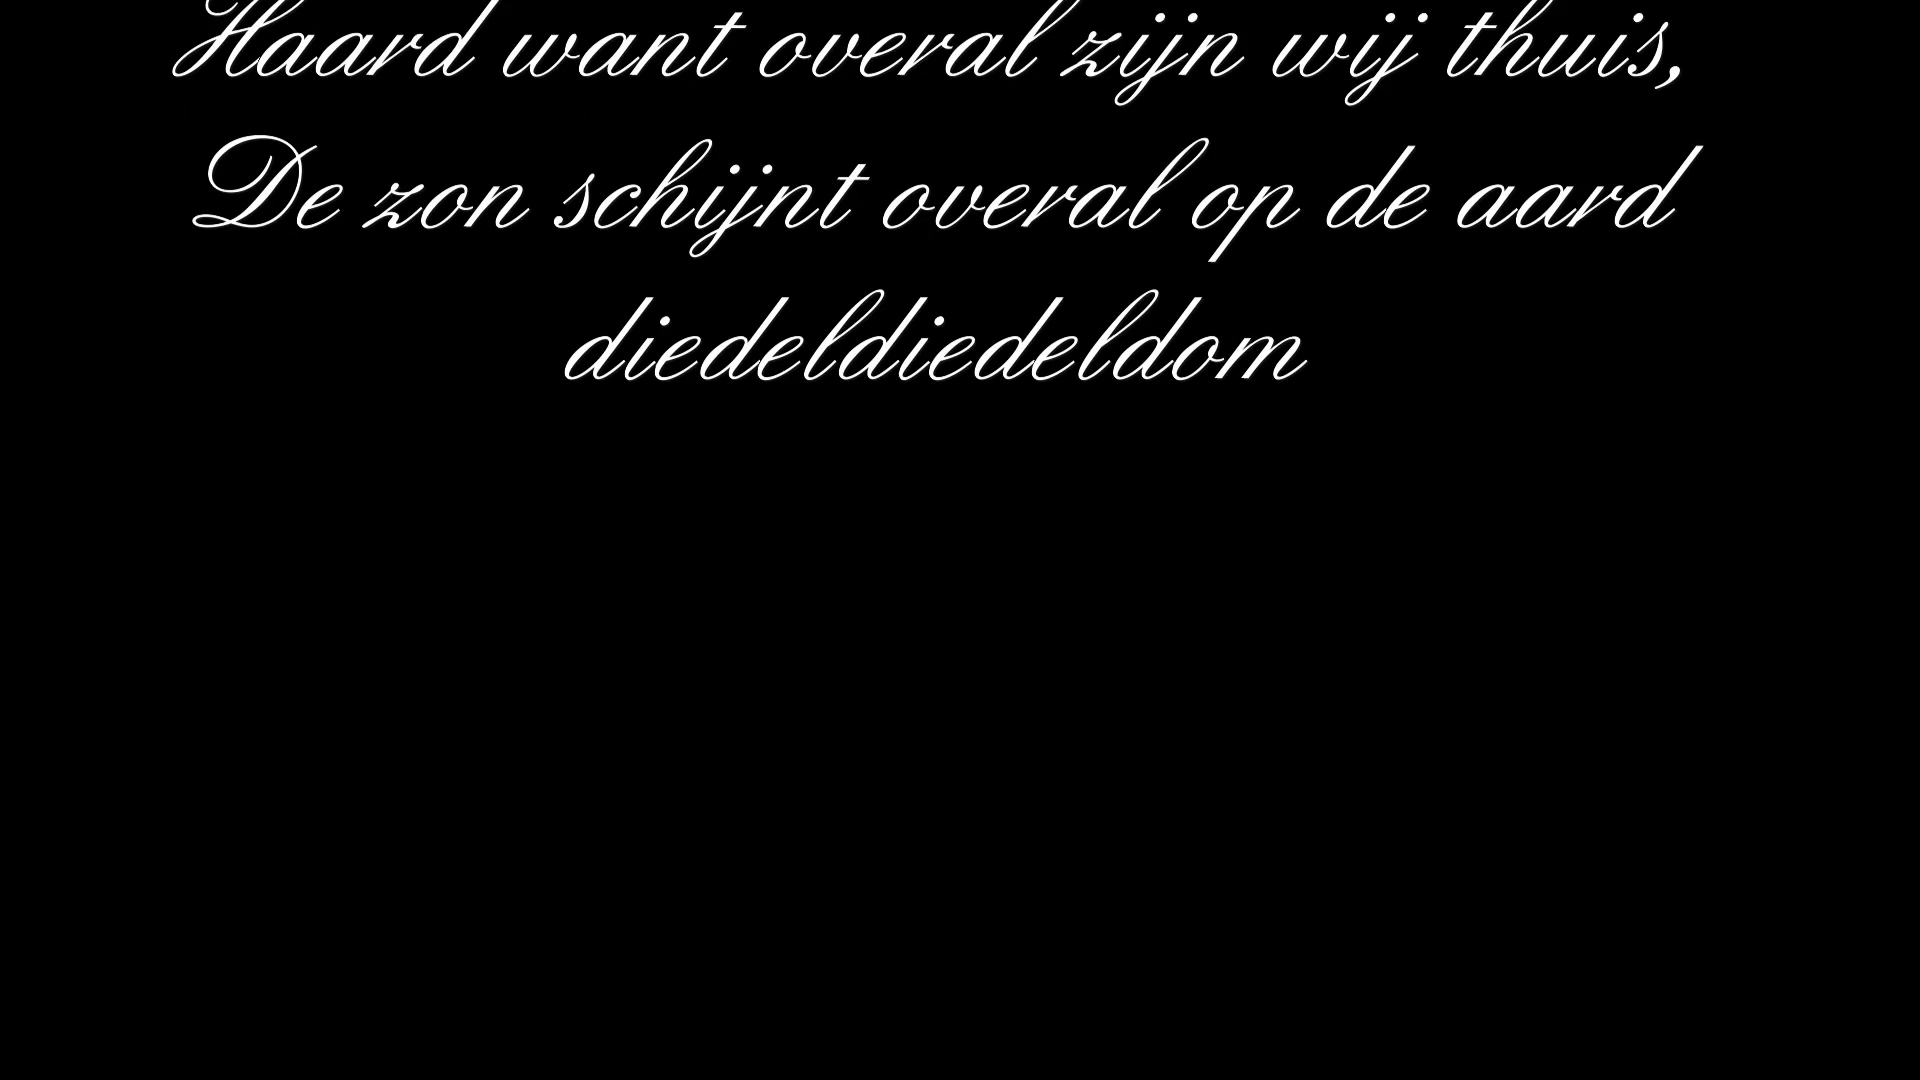 Haard want overal zijn wij thuis,
De zon schijnt overal op de aard
diedeldiedeldom